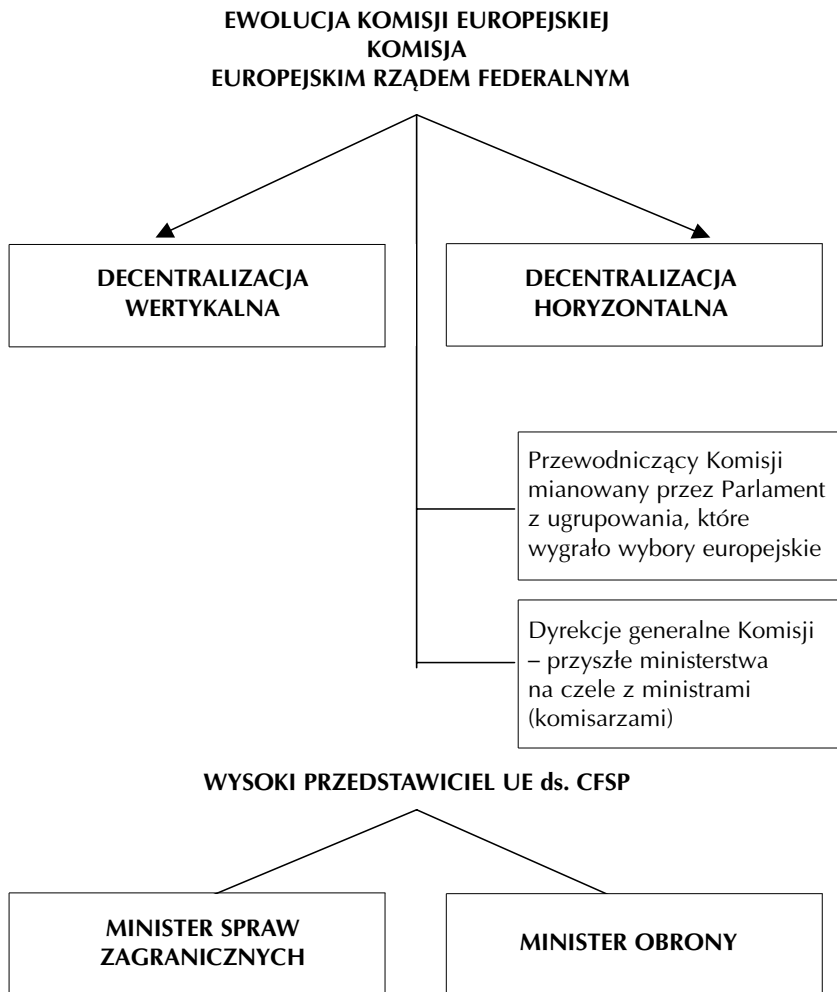 EWOLUCJA KOMISJI EUROPEJSKIEJ
KOMISJA
EUROPEJSKIM RZĄDEM FEDERALNYM
DECENTRALIZACJA
WERTYKALNA
DECENTRALIZACJA
HORYZONTALNA
Przewodniczący Komisji
mianowany przez Parlament
z ugrupowania, które
wygrało wybory europejskie
Dyrekcje generalne Komisji
– przyszłe ministerstwa
na czele z ministrami
(komisarzami)
WYSOKI PRZEDSTAWICIEL UE ds. CFSP
MINISTER SPRAW
ZAGRANICZNYCH
MINISTER OBRONY